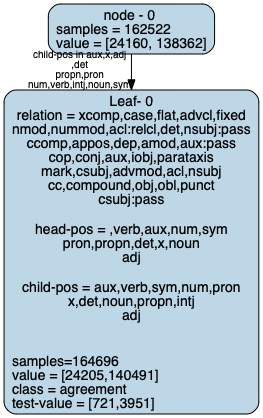 node - 0
samples = 162522
value = [24160, 138362]
child-pos in aux,x,adj
,det
propn,pron
num,verb,intj,noun,sym
Leaf- 0
relation = xcomp,case,flat,advcl,fixed
nmod,nummod,acl:relcl,det,nsubj:pass
ccomp,appos,dep,amod,aux:pass
cop,conj,aux,iobj,parataxis
mark,csubj,advmod,acl,nsubj
cc,compound,obj,obl,punct
csubj:pass
head-pos = ,verb,aux,num,sym
pron,propn,det,x,noun
adj
child-pos = aux,verb,sym,num,pron
x,det,noun,propn,intj
adj
samples=164696
value = [24205,140491]
class = agreement
test-value = [721,3951]